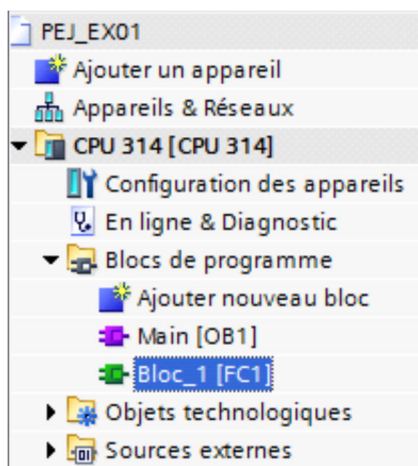 PEJ_EX01
Ajouter un appareil
Appareils & Réseaux
CPU 314 [CPU 314]
Configuration des appareils
En ligne & Diagnostic
Blocs de programme
Ajouter nouveau bloc
Main [OB1]
Bloc_1 [FC1]
Objets technologiques
Sources externes